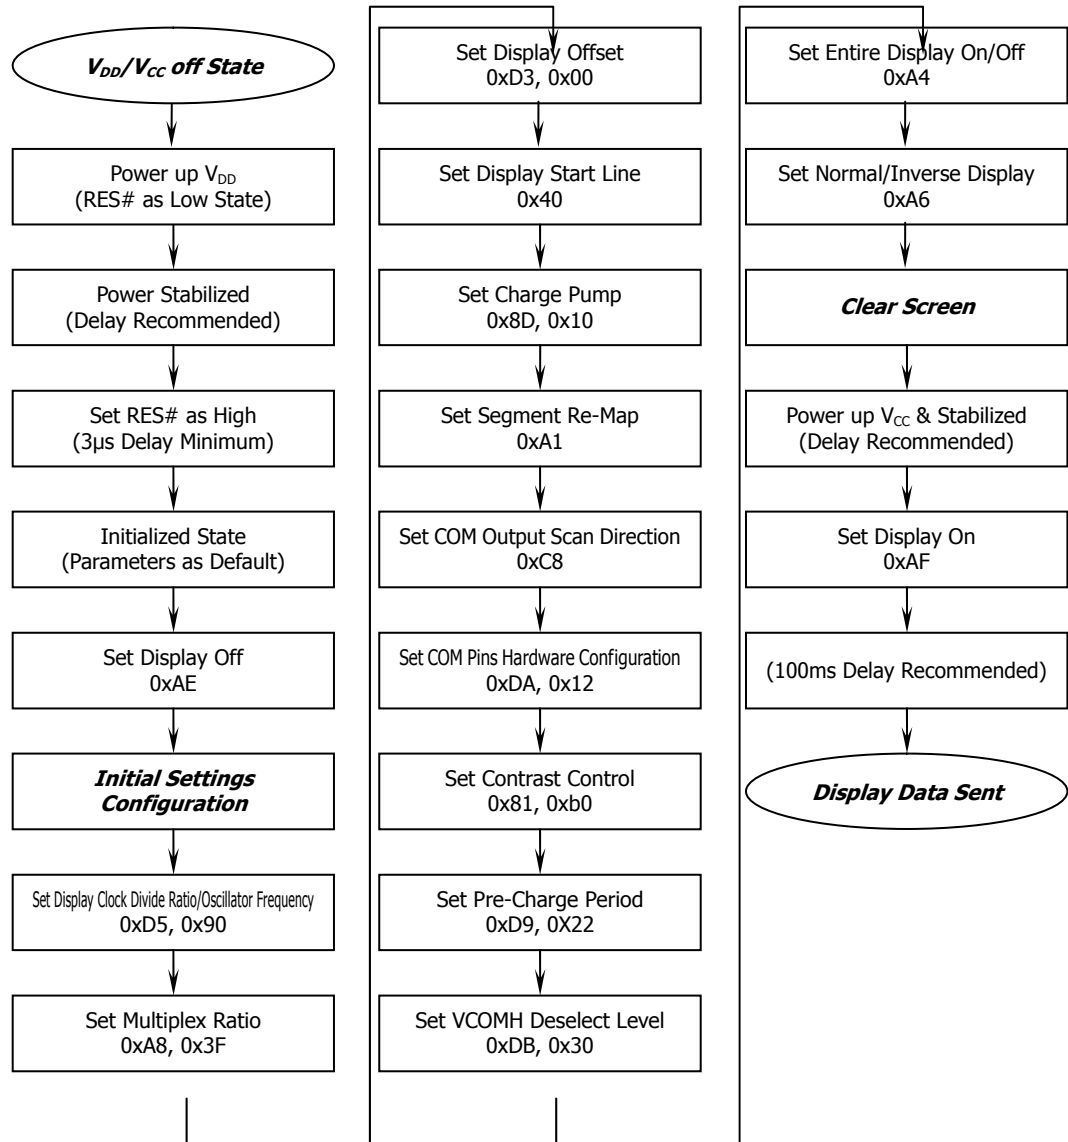 V_DD/V_CC off State
Power up V_DD
(RES# as Low State)
Power Stabilized
(Delay Recommended)
Set RES# as High
(3µs Delay Minimum)
Initialized State
(Parameters as Default)
Set Display Off
0xAE
Initial Settings
Configuration
Set Display Clock Divide Ratio/Oscillator Frequency
0xD5, 0x90
Set Multiplex Ratio
0xA8, 0x3F
Set Display Offset
0xD3, 0x00
Set Display Start Line
0x40
Set Charge Pump
0x8D, 0x10
Set Segment Re-Map
0xA1
Set COM Output Scan Direction
0xC8
Set COM Pins Hardware Configuration
0xDA, 0x12
Set Contrast Control
0x81, 0xb0
Set Pre-Charge Period
0xD9, 0X22
Set VCOMH Deselect Level
0xDB, 0x30
Set Entire Display On/Off
0xA4
Set Normal/Inverse Display
0xA6
Clear Screen
Power up V_CC & Stabilized
(Delay Recommended)
Set Display On
0xAF
(100ms Delay Recommended)
Display Data Sent